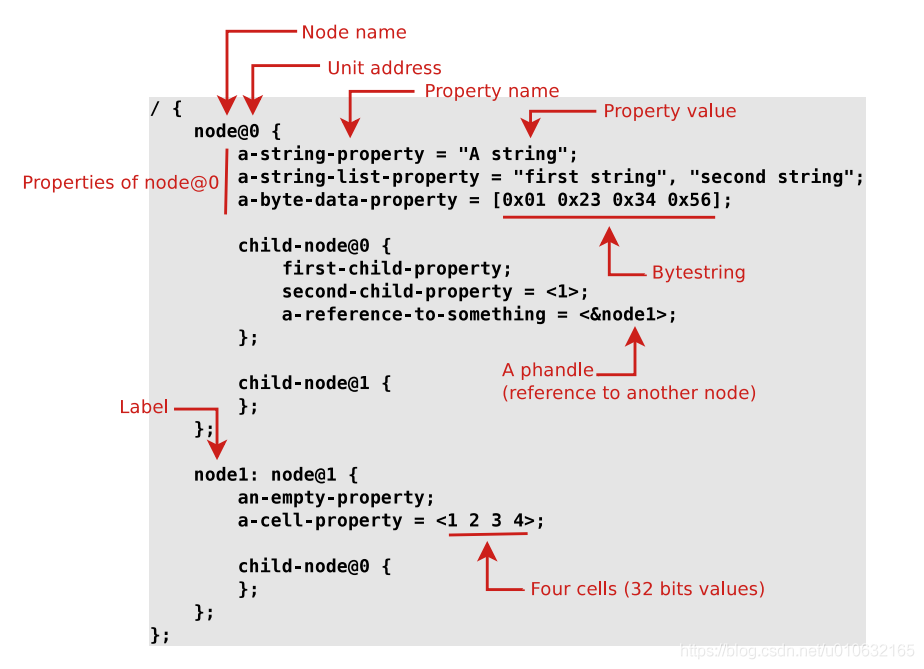 Node name
Unit address
Property name
Property value
/ {
node@0 {
a-string-property = "A string";
Properties of node@0
a-string-list-property = "first string", "second string";
a-byte-data-property = [0x01 0x23 0x34 0x56];
child-node@0 {
first-child-property;
Bytestring
second-child-property = <1>;
a-reference-to-something = <&node1>;
};
A phandle
(reference to another node)
child-node@1 {
Label
};
};
node1: node@1 {
an-empty-property;
a-cell-property = <1 2 3 4>;
child-node@0 {
};
Four cells (32 bits values)
};
};
https://blog.csdn.net/u010632165